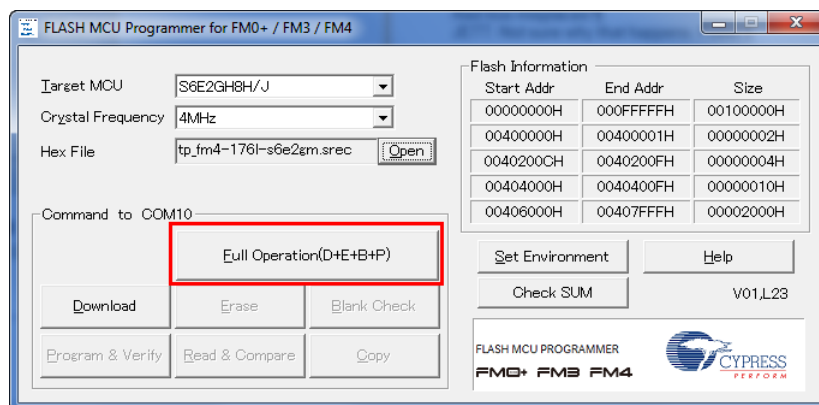 FLASH MCU Programmer for FM0+ / FM3 / FM4
Target MCU
S6E2GH8H/J
Crystal Frequency
4MHz
Hex File
tp_fm4-176l-s6e2gm.srec
Open
Flash Information
Start Addr End Addr Size
00000000H 000FFFFFH 00100000H
00400000H 00400001H 00000002H
0040200CH 0040200FH 00000004H
00404000H 0040400FH 00000010H
00406000H 00407FFFH 00002000H
Command to COM10
Full Operation(D+E+B+P)
Download
Erase
Blank Check
Program & Verify
Read & Compare
Copy
Set Environment
Help
Check SUM
V01,L23
FLASH MCU PROGRAMMER
FM0+ FM3 FM4
CYPRESS
PERFORM